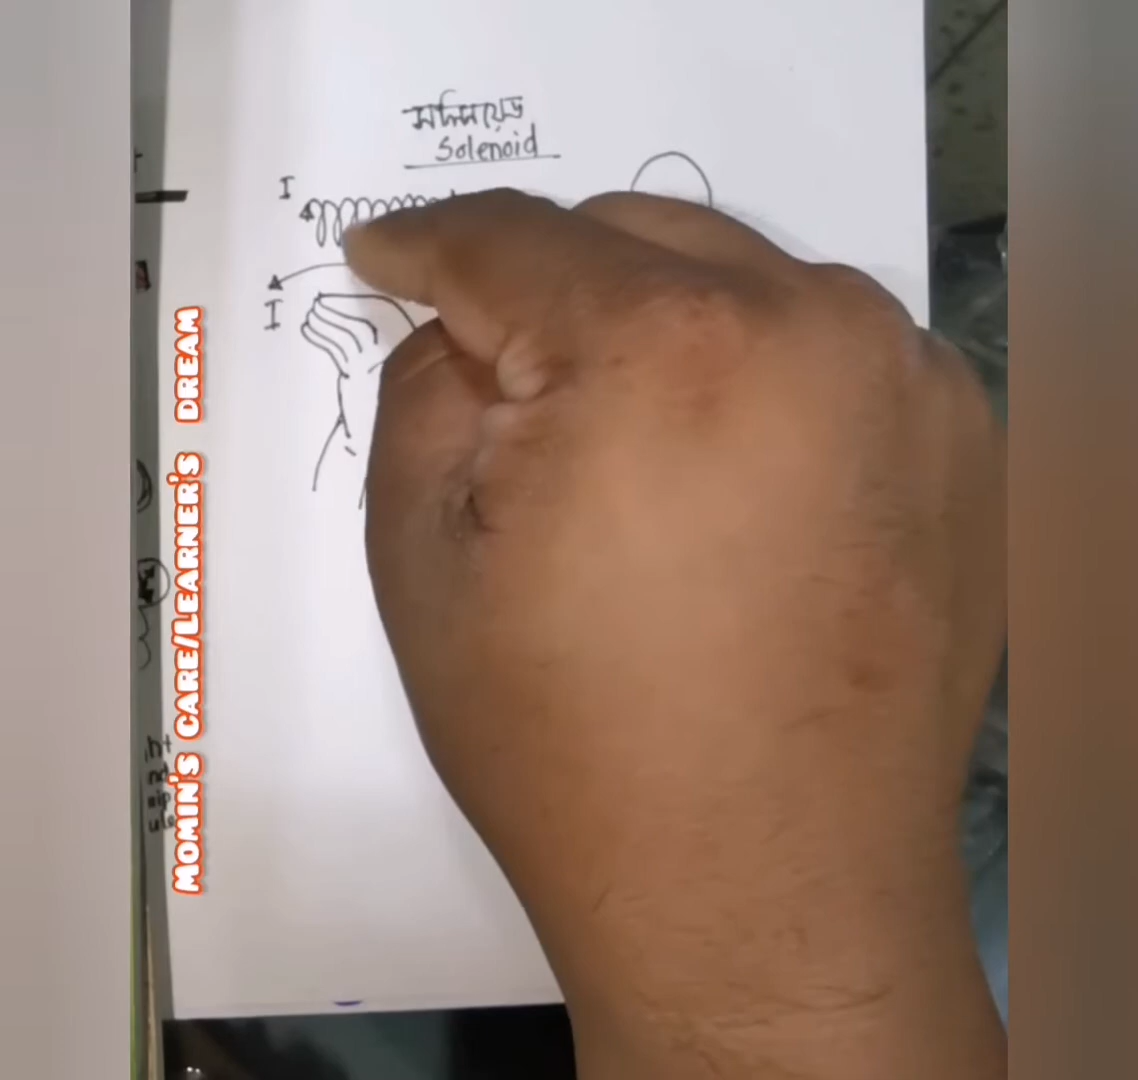 সলিনয়েড
Solenoid
I
I
MOMIN'S CARE/LEARNER'S DREAM